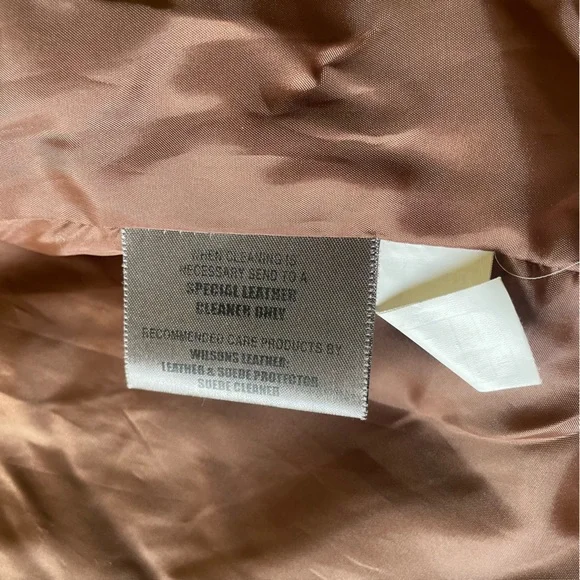 WHEN CLEANING IS
NECESSARY SEND TO A
SPECIAL LEATHER
CLEANER ONLY
RECOMMENDED CARE PRODUCTS BY
WILSONS LEATHER:
LEATHER & SUEDE PROTECTOR
SUEDE CLEANER